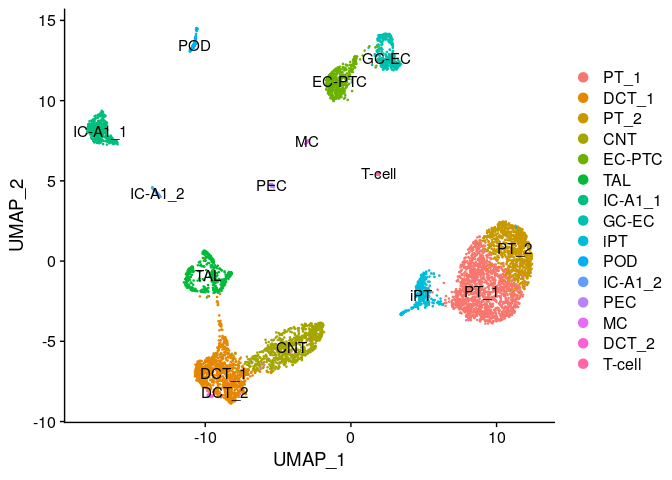 15
10
5
0
-5
-10
UMAP_2
-10
0
10
UMAP_1
POD
GC-EC
EC-PTC
IC-A1_1
MC
T-cell
PEC
IC-A1_2
PT_2
TAL
PT_1
iPT
CNT
DCT_1
DCT_2
PT_1
DCT_1
PT_2
CNT
EC-PTC
TAL
IC-A1_1
GC-EC
iPT
POD
IC-A1_2
PEC
MC
DCT_2
T-cell